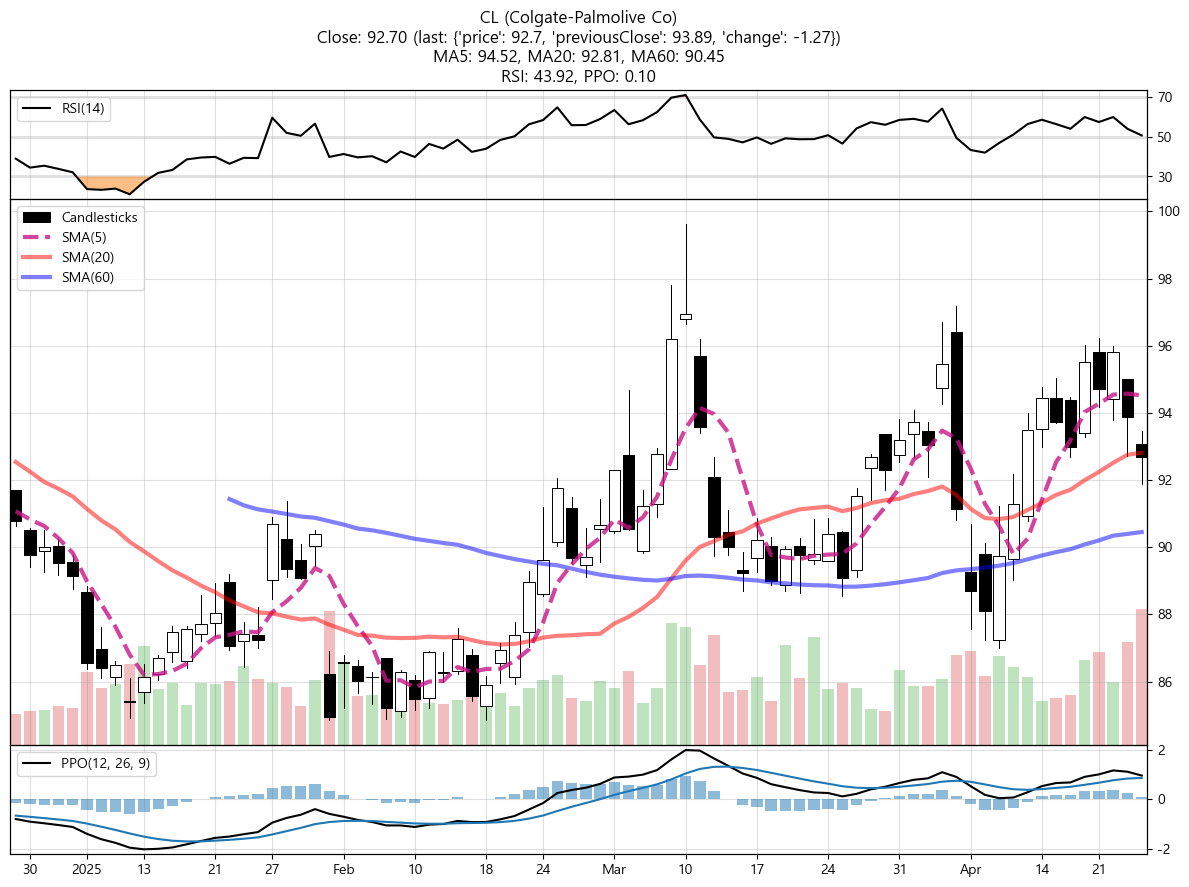 CL (Colgate-Palmolive Co)
Close: 92.70 (last: {'price': 92.7, 'previousClose': 93.89, 'change': -1.27})
MA5: 94.52, MA20: 92.81, MA60: 90.45
RSI: 43.92, PPO: 0.10
RSI(14)
70
50
30
Candlesticks
SMA(5)
SMA(20)
SMA(60)
100
98
96
94
92
90
88
86
PPO(12, 26, 9)
2
0
-2
30 2025 13 21 27 Feb 10 18 24 Mar 10 17 24 31 Apr 14 21